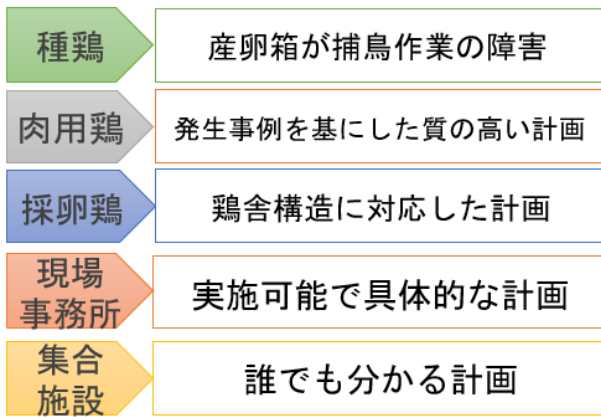 種鶏
産卵箱が捕鳥作業の障害
肉用鶏
発生事例を基にした質の高い計画
採卵鶏
鶏舎構造に対応した計画
現場
事務所
実施可能で具体的な計画
集合
施設
誰でも分かる計画